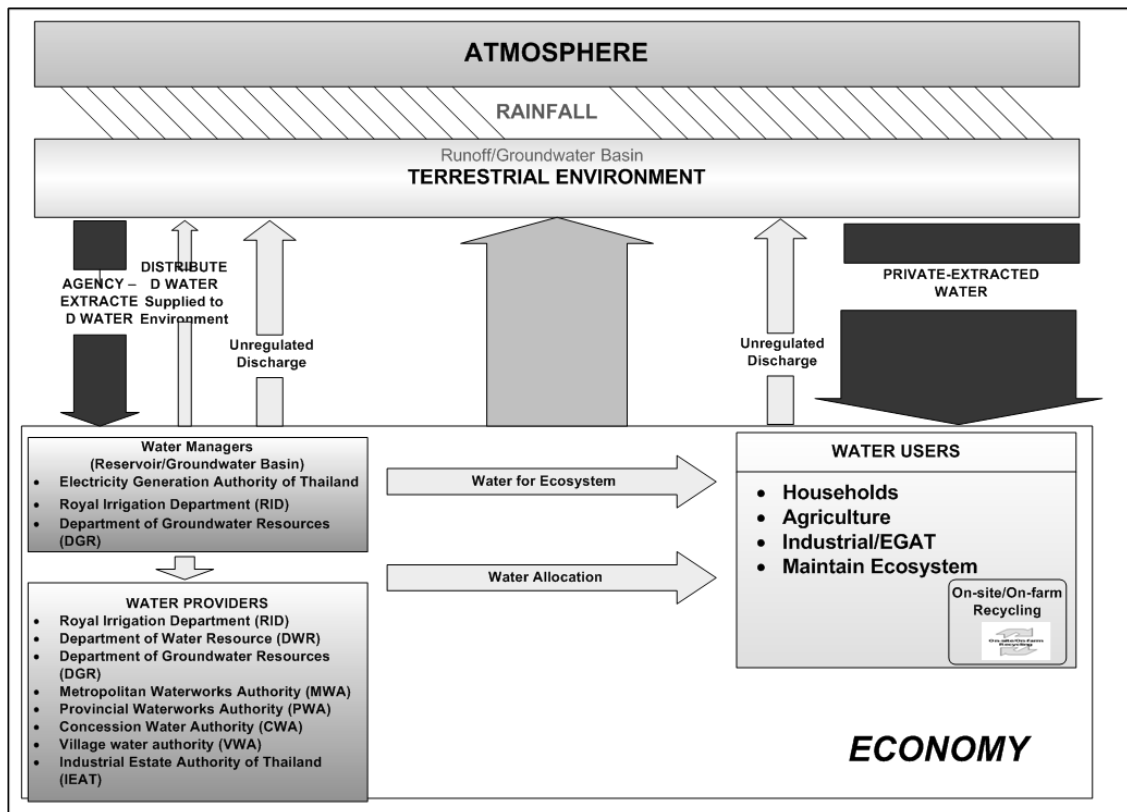 ATMOSPHERE
RAINFALL
Runoff/Groundwater Basin
TERRESTRIAL ENVIRONMENT
AGENCY –
EXTRACTE
D WATER
DISTRIBUTE
D WATER
Supplied to
Environment
Unregulated
Discharge
Unregulated
Discharge
PRIVATE-EXTRACTED
WATER
Water Managers
(Reservoir/Groundwater Basin)
• Electricity Generation Authority of Thailand
• Royal Irrigation Department (RID)
• Department of Groundwater Resources
(DGR)
WATER PROVIDERS
• Royal Irrigation Department (RID)
• Department of Water Resource (DWR)
• Department of Groundwater Resources
(DGR)
• Metropolitan Waterworks Authority (MWA)
• Provincial Waterworks Authority (PWA)
• Concession Water Authority (CWA)
• Village water authority (VWA)
• Industrial Estate Authority of Thailand
(IEAT)
Water for Ecosystem
Water Allocation
WATER USERS
• Households
• Agriculture
• Industrial/EGAT
• Maintain Ecosystem
On-site/On-farm
Recycling
On-site/On-farm
Recycling
ECONOMY